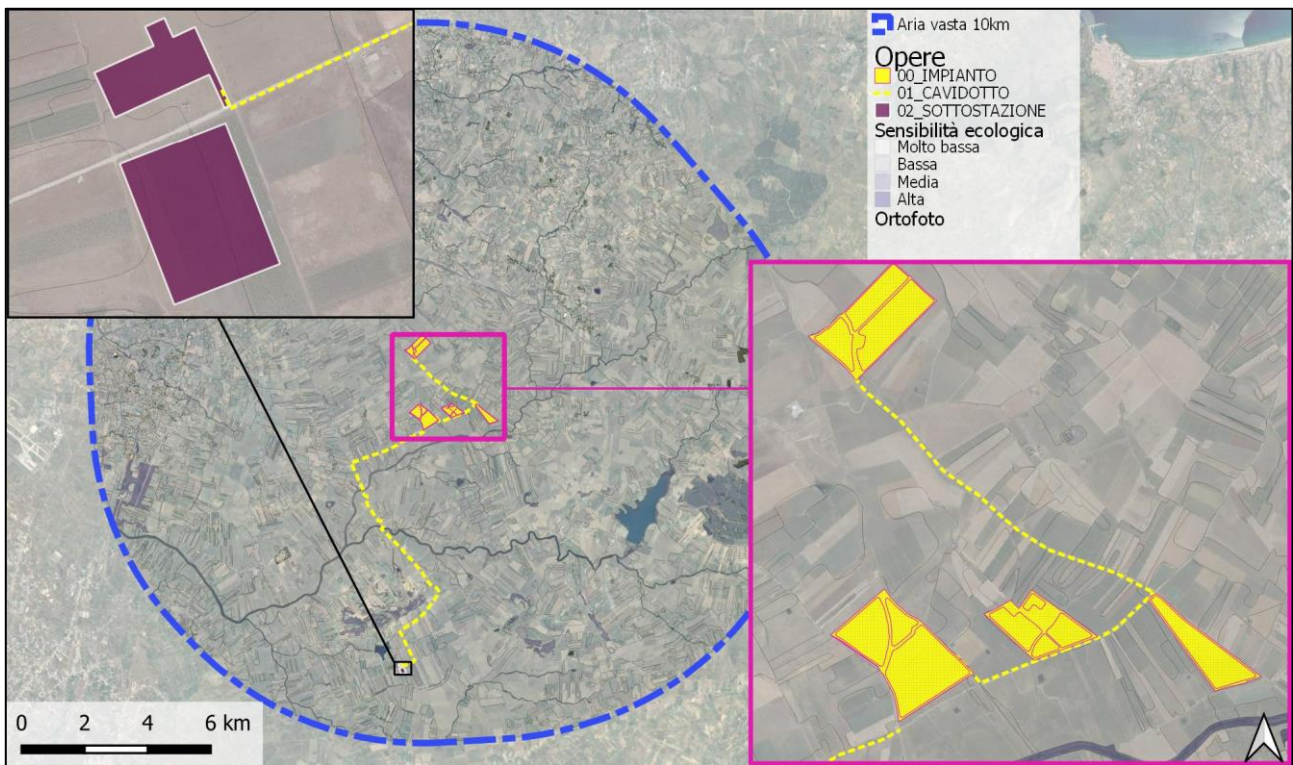 Aria vasta 10km
Opere
00_IMPIANTO
01_CAVIDOTTO
02_SOTTOSTAZIONE
Sensibilità ecologica
Molto bassa
Bassa
Media
Alta
Ortofoto
0 2 4 6 km